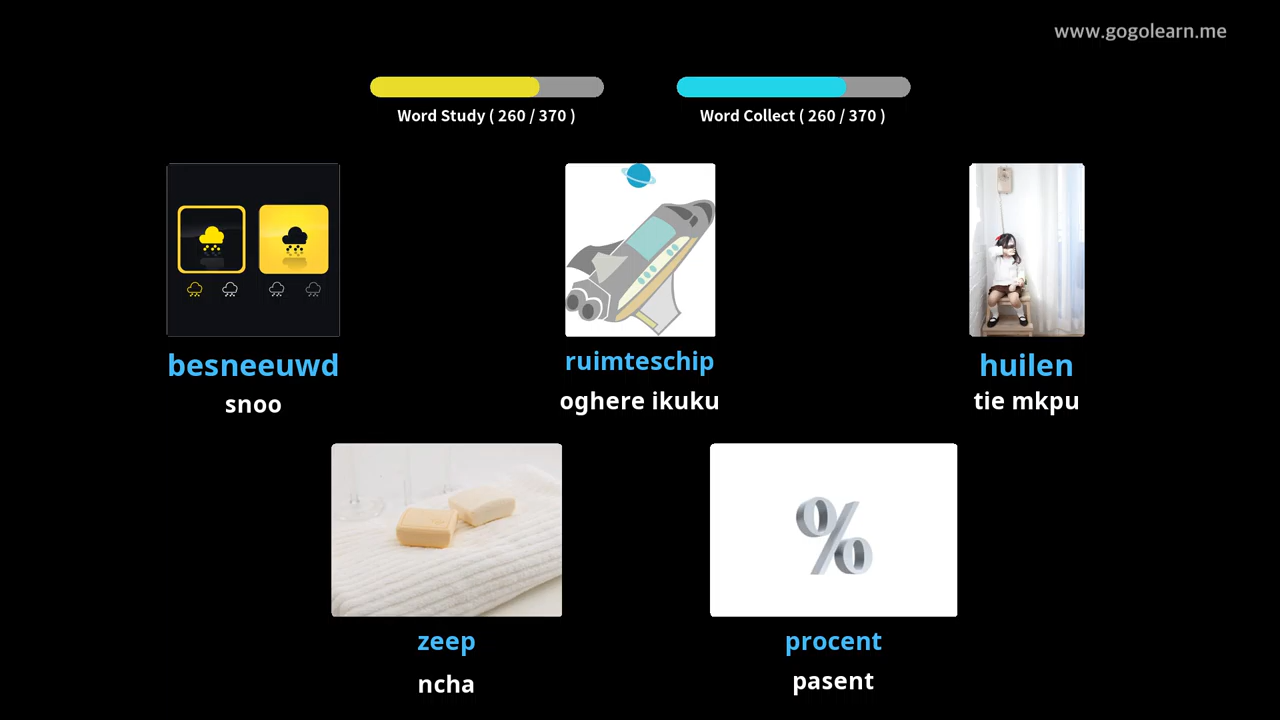 www.gogolearn.me
Word Study ( 260 / 370 )
Word Collect ( 260 / 370 )
besneeuwd
snoo
ruimteschip
oghere ikuku
huilen
tie mkpu
%
zeep
ncha
procent
pasent